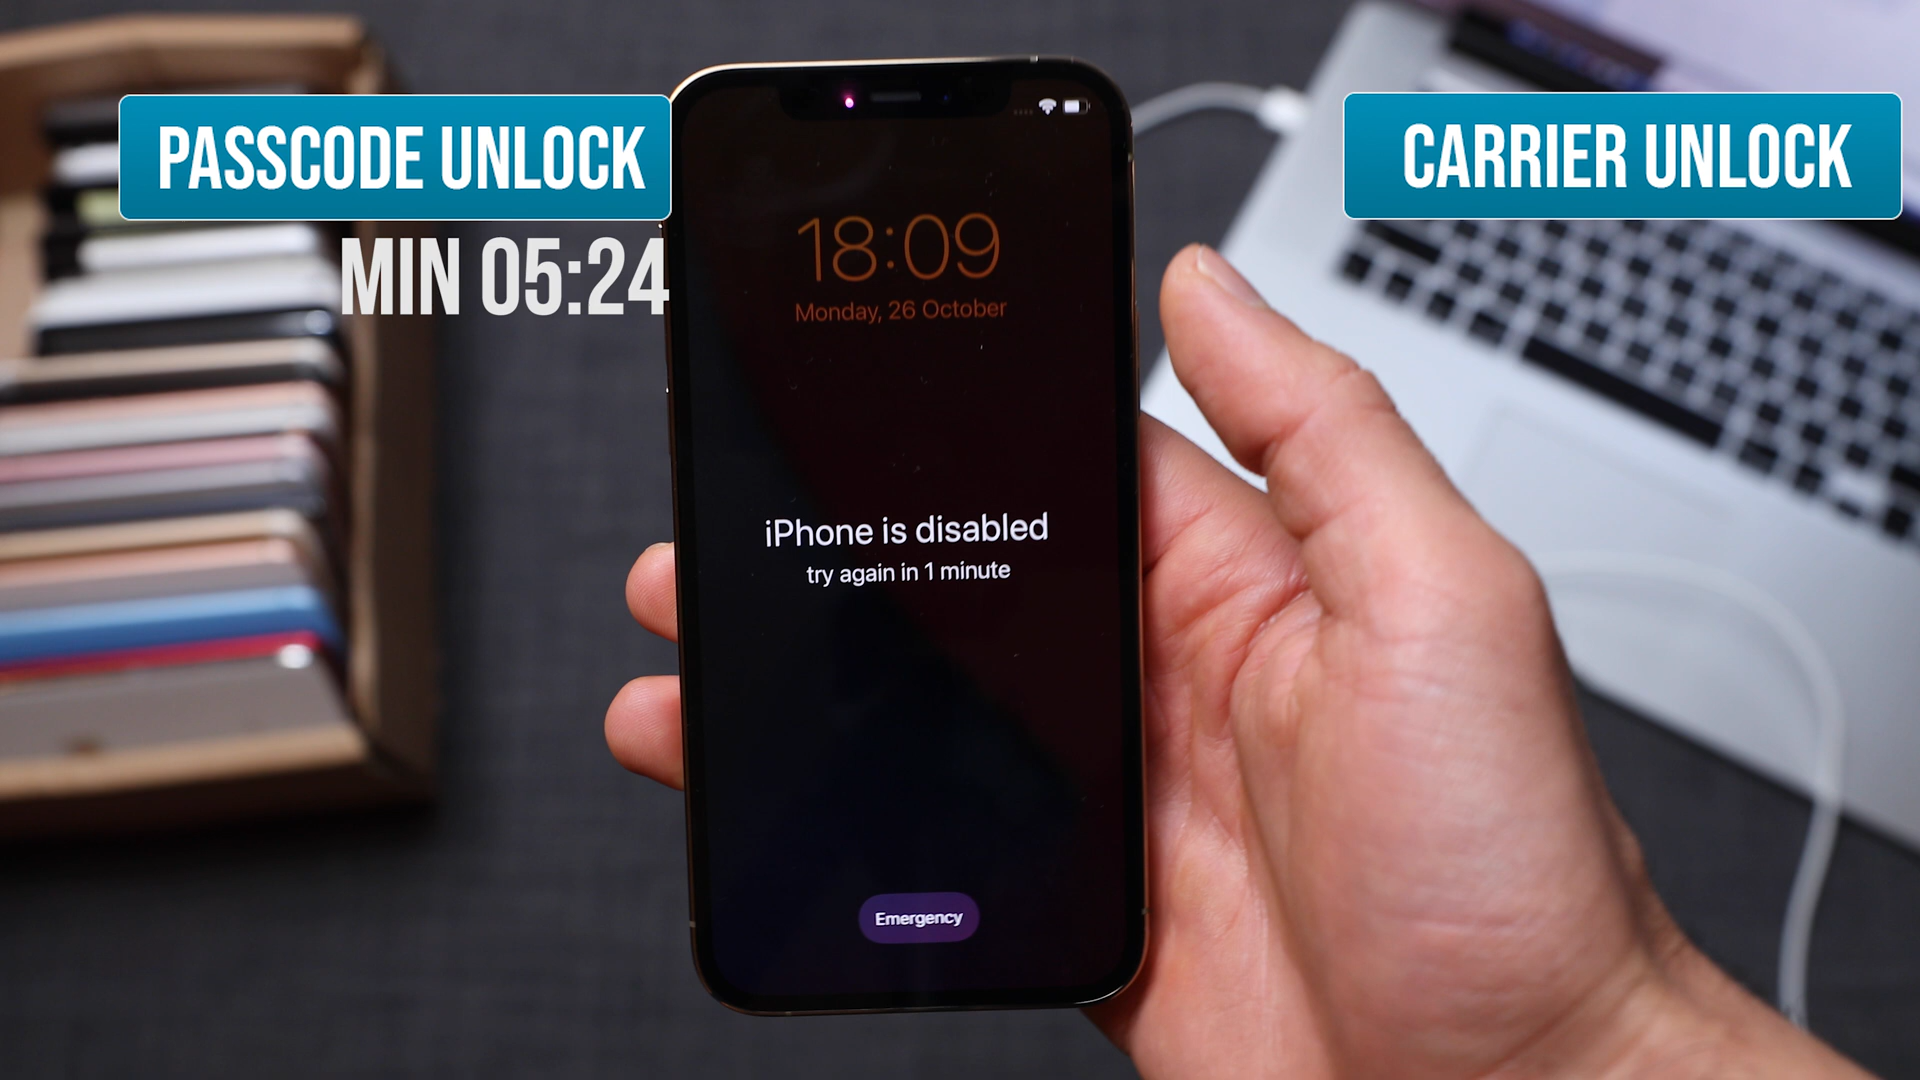 PASSCODE UNLOCK
MIN 05:24
CARRIER UNLOCK
18:09
Monday, 26 October
iPhone is disabled
try again in 1 minute
Emergency